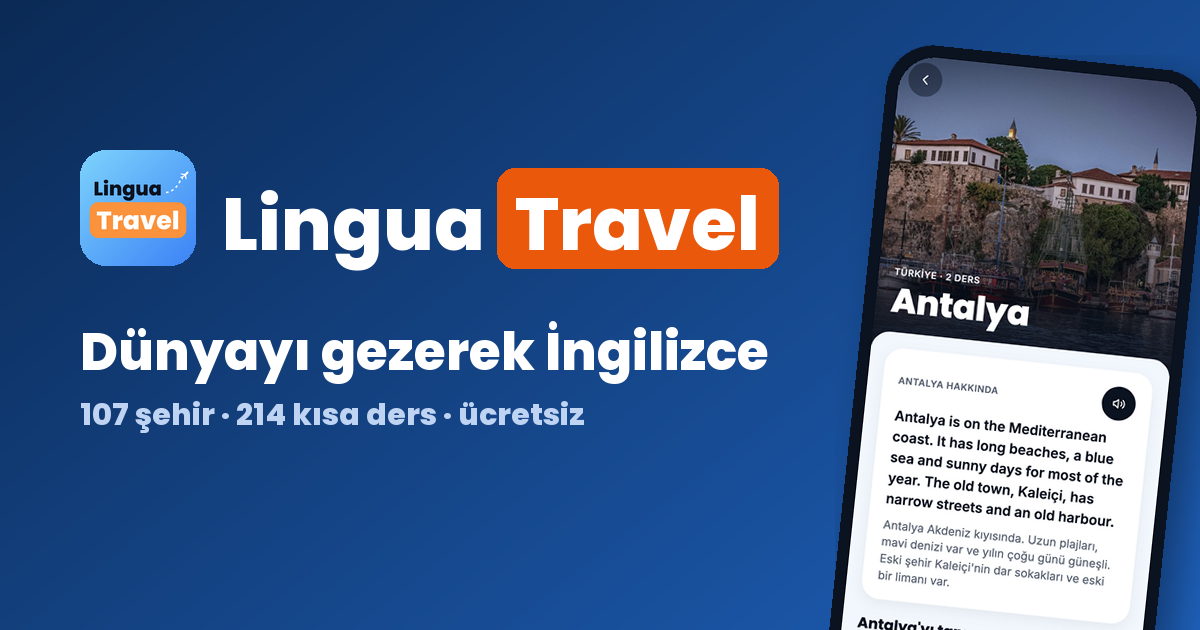 Lingua
Travel
Lingua Travel
Dünyayı gezerek İngilizce
107 şehir · 214 kısa ders · ücretsiz
TÜRKİYE · 2 DERS
Antalya
ANTALYA HAKKINDA
Antalya is on the Mediterranean
coast. It has long beaches, a blue
sea and sunny days for most of the
year. The old town, Kaleiçi, has
narrow streets and an old harbour.
Antalya Akdeniz kıyısında. Uzun plajları,
mavi denizi var ve yılın çoğu günü güneşli.
Eski şehir Kaleiçi'nin dar sokakları ve eski
bir limanı var.
Antalya'yı